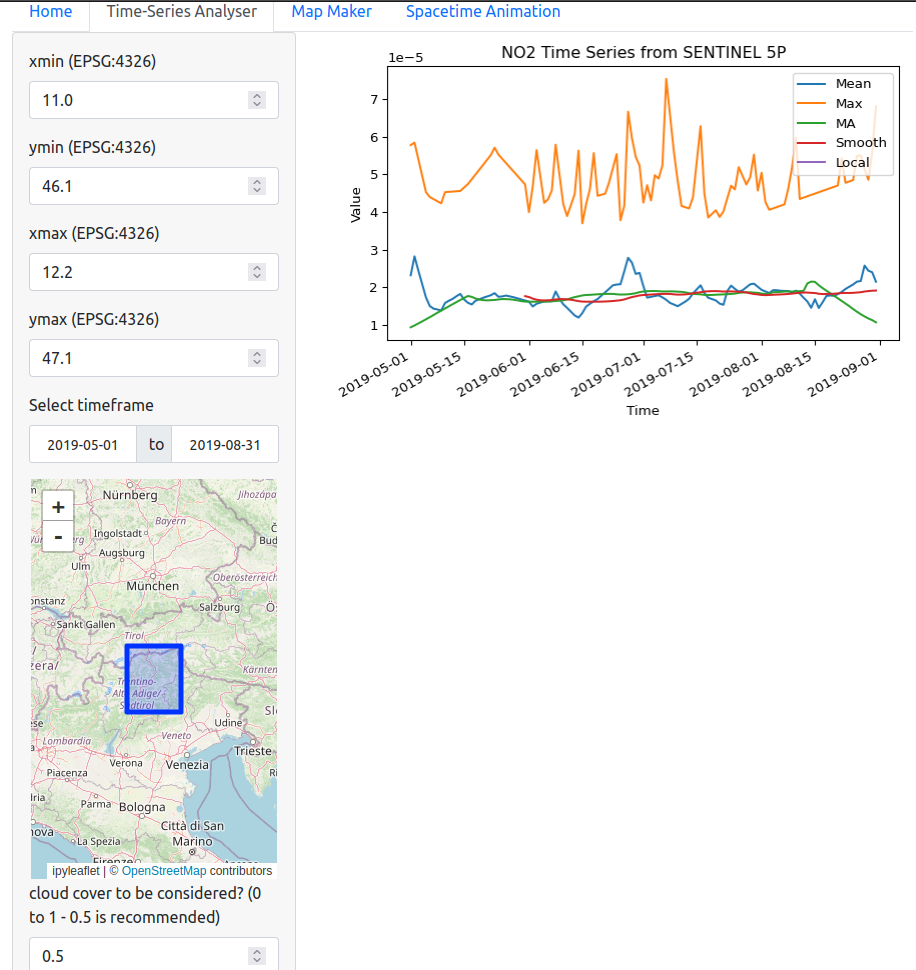 Home
Time-Series Analyser
Map Maker
Spacetime Animation
xmin (EPSG:4326)
11.0
ymin (EPSG:4326)
46.1
xmax (EPSG:4326)
12.2
ymax (EPSG:4326)
47.1
Select timeframe
2019-05-01 to 2019-08-31
+
-
Nürnberg
Jihozápa
Bayern
Ingolstadt
Augsburg
Bud
Ulm
München
Oberösterreich
onstanz
Salzburg
Sankt Gallen
Tirol
zera/
Kärnten
Trentino-
Alto Adige/
Südtirol
Udine
Lombardia
Veneto
Trieste
Verona
Venezia
Piacenza
Parma
Bologna
Città di San
Marino
La Spezia
Firenze
ipyleaflet | © OpenStreetMap contributors
cloud cover to be considered? (0
to 1 - 0.5 is recommended)
0.5
NO2 Time Series from SENTINEL 5P
1e−5
Value
7
6
5
4
3
2
1
Mean
Max
MA
Smooth
Local
2019-05-01
2019-05-15
2019-06-01
2019-06-15
2019-07-01
2019-07-15
2019-08-01
2019-08-15
2019-09-01
Time